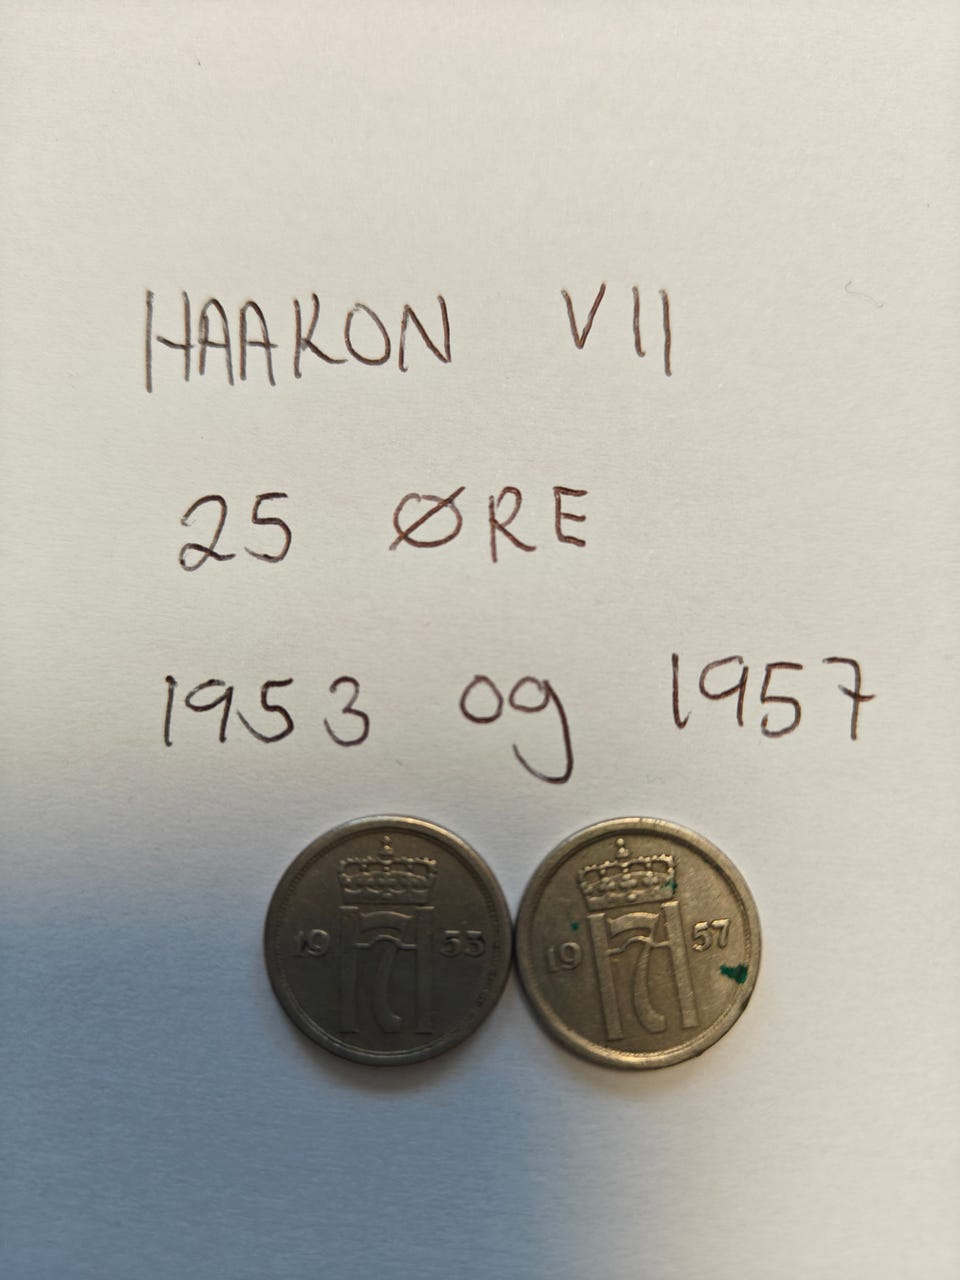 HAAKON VII
25 ØRE
1953 og 1957
19 53 19 57